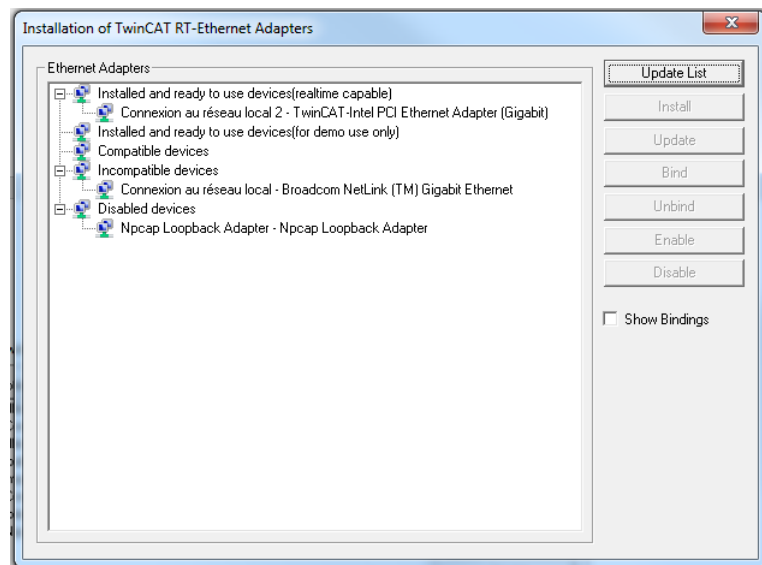 Installation of TwinCAT RT-Ethernet Adapters
Ethernet Adapters
Installed and ready to use devices(realtime capable)
Connexion au réseau local 2 - TwinCAT-Intel PCI Ethernet Adapter (Gigabit)
Installed and ready to use devices(for demo use only)
Compatible devices
Incompatible devices
Connexion au réseau local - Broadcom NetLink (TM) Gigabit Ethernet
Disabled devices
Npcap Loopback Adapter - Npcap Loopback Adapter
Update List
Install
Update
Bind
Unbind
Enable
Disable
Show Bindings